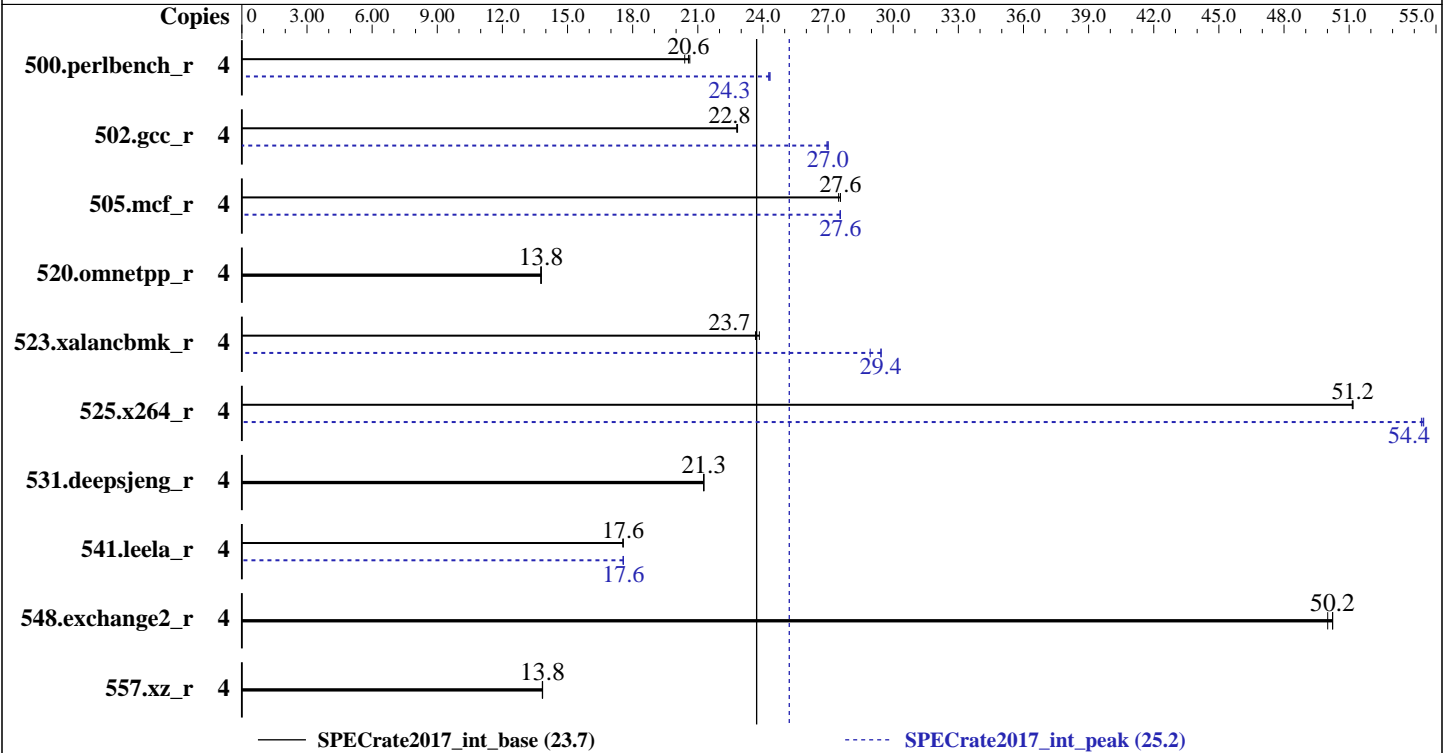 Copies 0 3.00 6.00 9.00 12.0 15.0 18.0 21.0 24.0 27.0 30.0 33.0 36.0 39.0 42.0 45.0 48.0 51.0 55.0
20.6
500.perlbench_r 4
24.3
22.8
502.gcc_r 4
27.0
27.6
505.mcf_r 4
27.6
13.8
520.omnetpp_r 4
23.7
523.xalancbmk_r 4
29.4
51.2
525.x264_r 4
54.4
21.3
531.deepsjeng_r 4
17.6
541.leela_r 4
17.6
50.2
548.exchange2_r 4
13.8
557.xz_r 4
SPECrate2017_int_base (23.7) SPECrate2017_int_peak (25.2)